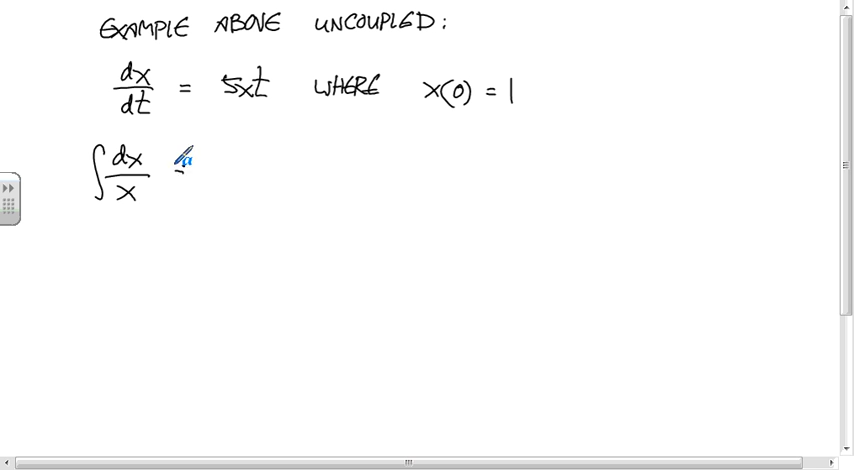 EXAMPLE ABOVE UNCOUPLED:
dx/dt = 5xt WHERE x(0) = 1
∫ dx/x =